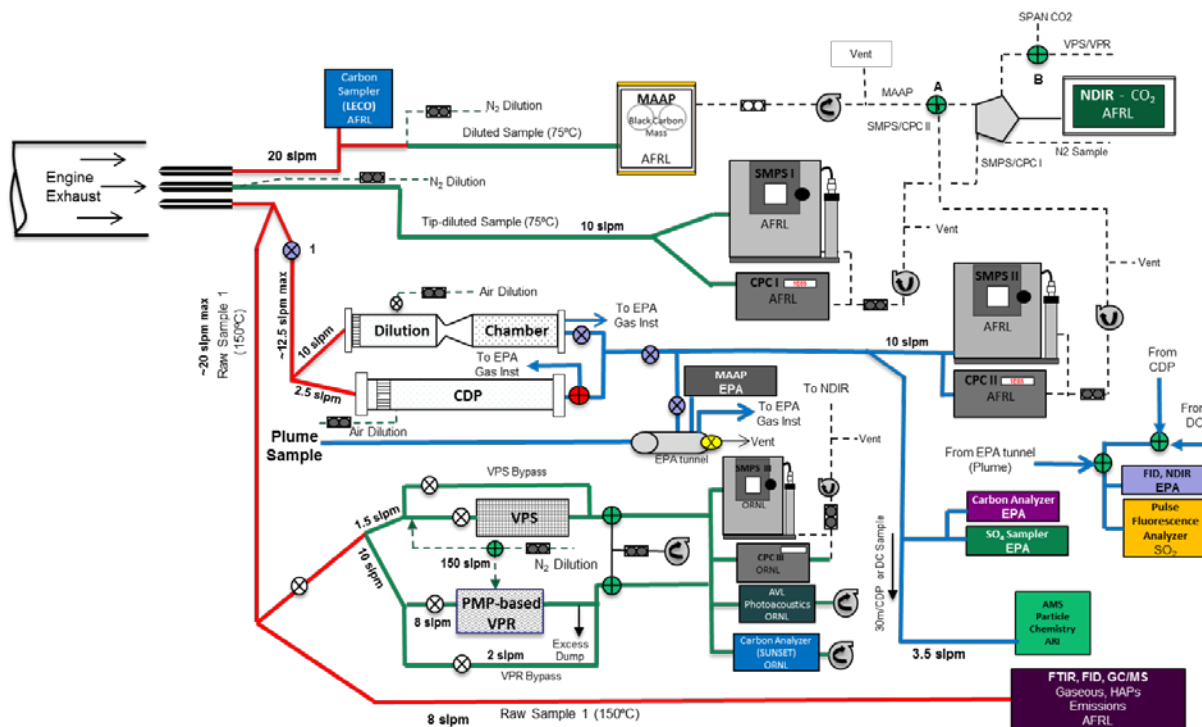 SPAN CO2
VPS/VPR
Vent
A
B
MAAP
SMPS/CPC II
NDIR - CO2
AFRL
N2 Sample
SMPS/CPC I
Carbon
Sampler
(LECO)
AFRL
N2 Dilution
Diluted Sample (75ºC)
MAAP
Black Carbon
Mass
AFRL
20 slpm
Engine
Exhaust
N2 Dilution
Tip-diluted Sample (75ºC)
10 slpm
SMPS I
AFRL
CPC I
AFRL
Vent
Vent
1
~20 slpm max
Raw Sample 1
(150ºC)
~12.5 slpm max
Air Dilution
10 slpm
Dilution
Chamber
To EPA
Gas Inst
To EPA
Gas Inst
2.5 slpm
CDP
Air Dilution
10 slpm
SMPS II
AFRL
CPC II
AFRL
MAAP
EPA
To NDIR
To EPA
Gas Inst
Vent
Vent
Plume
Sample
EPA tunnel
From
CDP
From
DC
From EPA tunnel
(Plume)
FID, NDIR
EPA
Pulse
Fluorescence
Analyzer
SO2
VPS Bypass
1.5 slpm
VPS
10 slpm
150 slpm
N2 Dilution
PMP-based
VPR
8 slpm
2 slpm
VPR Bypass
Excess
Dump
SMPS III
ORNL
CPC III
ORNL
AVL
Photoacoustics
ORNL
Carbon Analyzer
(SUNSET)
ORNL
30m/CDP or DC Sample
Carbon Analyzer
EPA
SO4 Sampler
EPA
AMS
Particle
Chemistry
ARI
3.5 slpm
8 slpm
Raw Sample 1 (150ºC)
FTIR, FID, GC/MS
Gaseous, HAPs
Emissions
AFRL